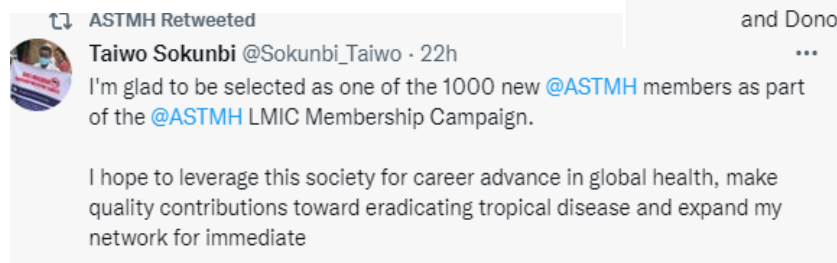 ASTMH Retweeted
and Dono
Taiwo Sokunbi @Sokunbi_Taiwo · 22h
I'm glad to be selected as one of the 1000 new @ASTMH members as part
of the @ASTMH LMIC Membership Campaign.
I hope to leverage this society for career advance in global health, make
quality contributions toward eradicating tropical disease and expand my
network for immediate